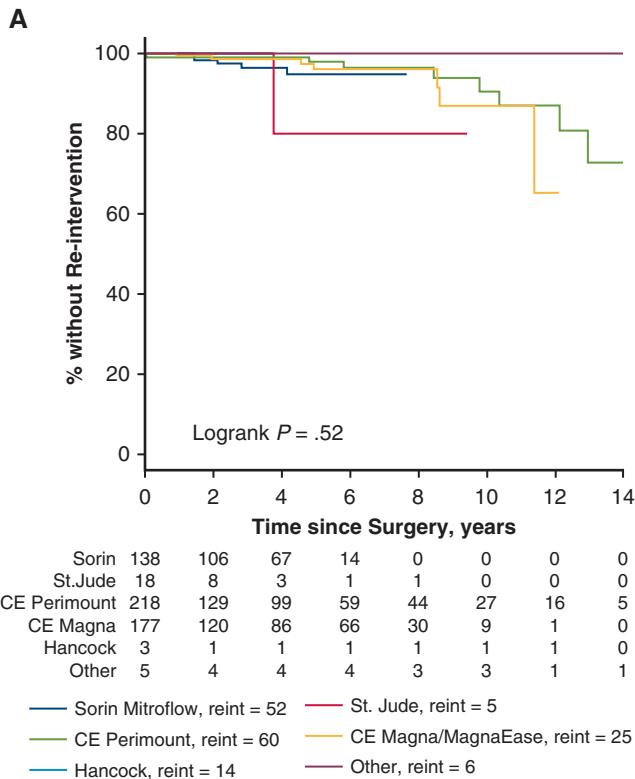 A
% without Re-intervention
100
80
60
40
20
0
Logrank P = .52
0 2 4 6 8 10 12 14
Time since Surgery, years
Sorin 138 106 67 14 0 0 0 0
St.Jude 18 8 3 1 1 0 0 0
CE Perimount 218 129 99 59 44 27 16 5
CE Magna 177 120 86 66 30 9 1 0
Hancock 3 1 1 1 1 1 1 0
Other 5 4 4 4 3 3 1 1
Sorin Mitroflow, reint = 52
St. Jude, reint = 5
CE Perimount, reint = 60
CE Magna/MagnaEase, reint = 25
Hancock, reint = 14
Other, reint = 6